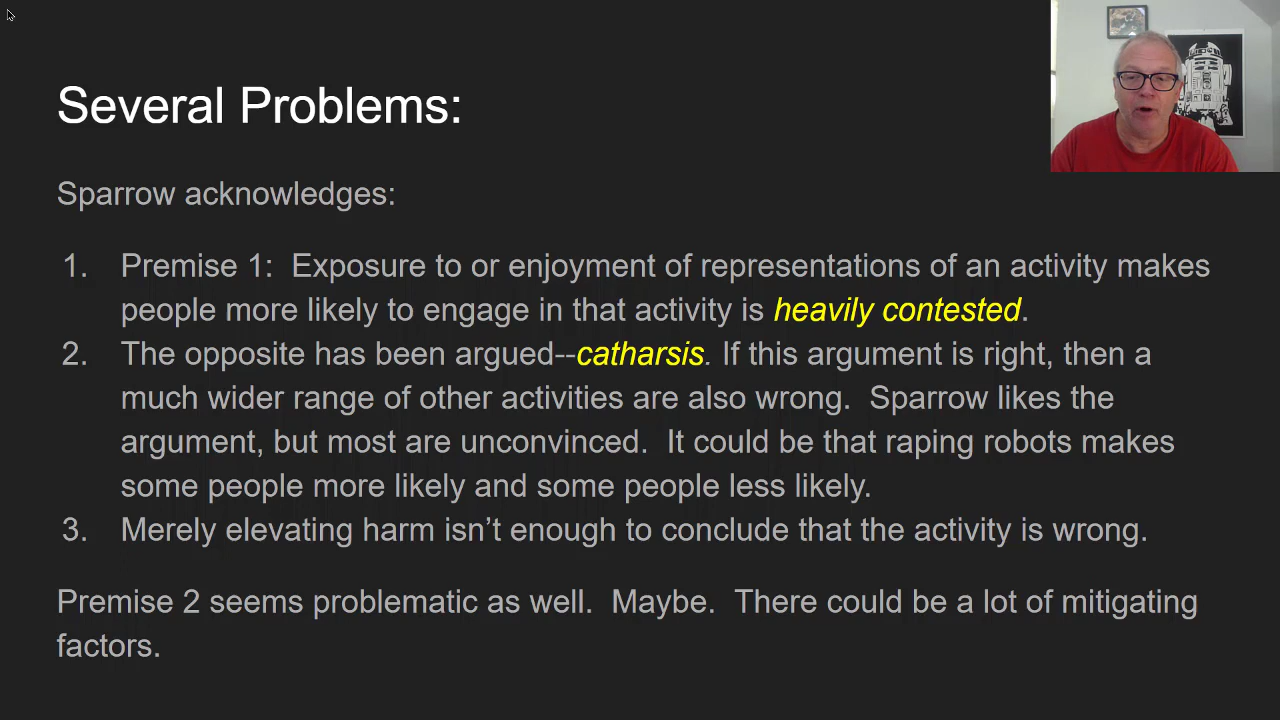 Several Problems:
Sparrow acknowledges:
1. Premise 1:  Exposure to or enjoyment of representations of an activity makes
people more likely to engage in that activity is heavily contested.
2. The opposite has been argued--catharsis. If this argument is right, then a
much wider range of other activities are also wrong.  Sparrow likes the
argument, but most are unconvinced.  It could be that raping robots makes
some people more likely and some people less likely.
3. Merely elevating harm isn’t enough to conclude that the activity is wrong.
Premise 2 seems problematic as well.  Maybe.  There could be a lot of mitigating
factors.